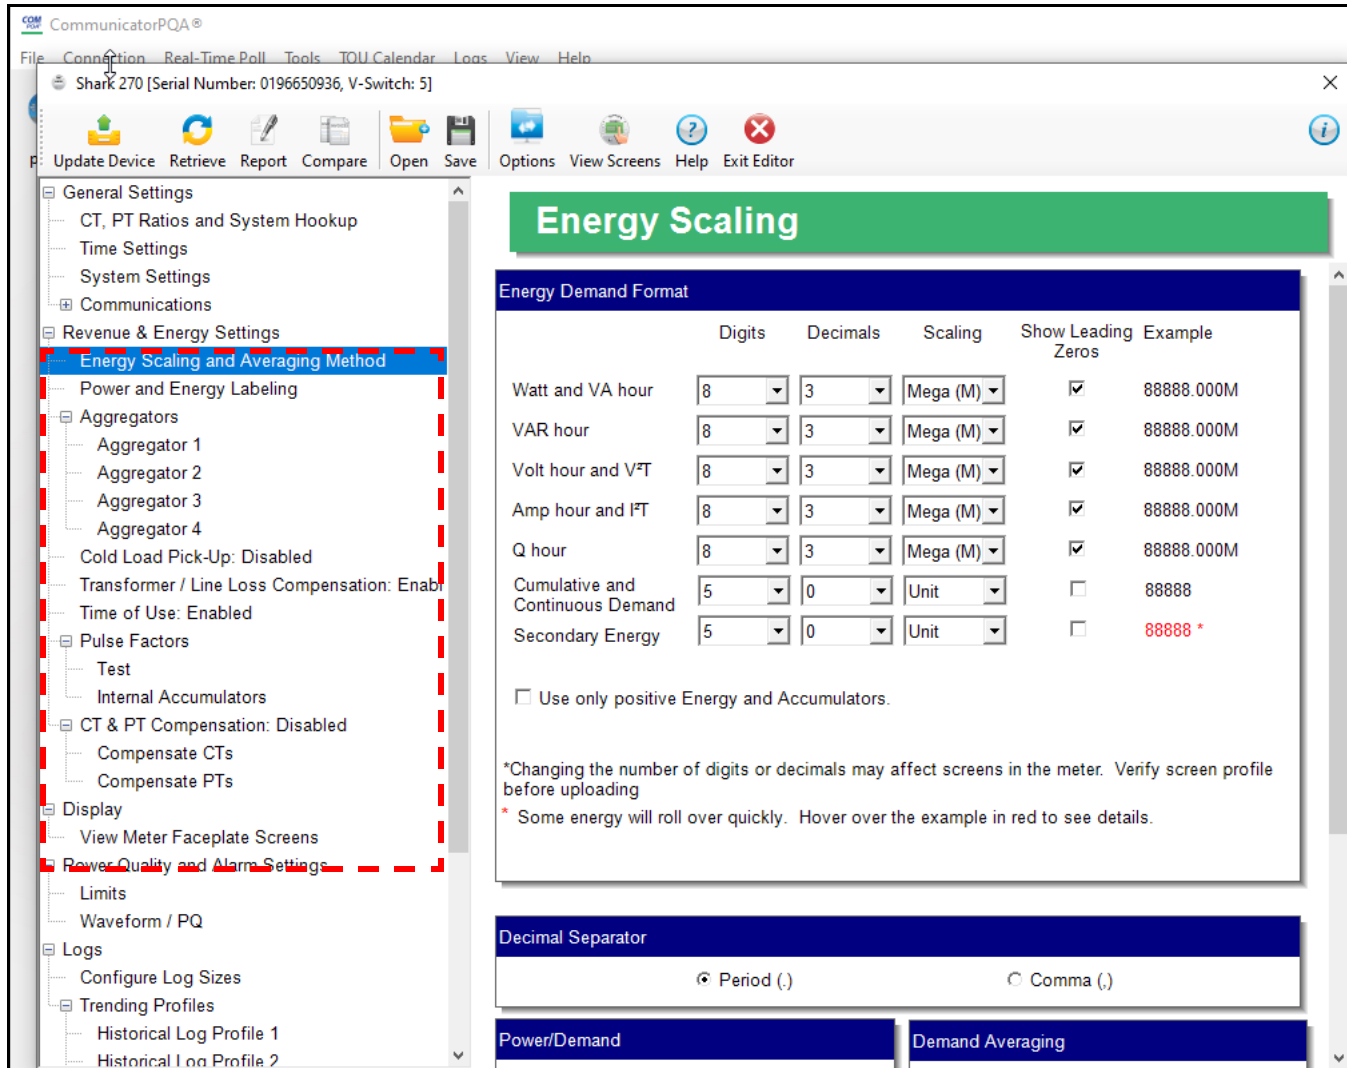 COM PQA CommunicatorPQA®
File Connection Real-Time Poll Tools TOU Calendar Logs View Help
Shark 270 [Serial Number: 0196650936, V-Switch: 5]
Update Device Retrieve Report Compare Open Save Options View Screens Help Exit Editor
General Settings
CT, PT Ratios and System Hookup
Time Settings
System Settings
Communications
Revenue & Energy Settings
Energy Scaling and Averaging Method
Power and Energy Labeling
Aggregators
Aggregator 1
Aggregator 2
Aggregator 3
Aggregator 4
Cold Load Pick-Up: Disabled
Transformer / Line Loss Compensation: Enabl
Time of Use: Enabled
Pulse Factors
Test
Internal Accumulators
CT & PT Compensation: Disabled
Compensate CTs
Compensate PTs
Display
View Meter Faceplate Screens
Power Quality and Alarm Settings
Limits
Waveform / PQ
Logs
Configure Log Sizes
Trending Profiles
Historical Log Profile 1
Historical Log Profile 2
Energy Scaling
Energy Demand Format
Digits Decimals Scaling Show Leading Zeros Example
Watt and VA hour 8 3 Mega (M) 88888.000M
VAR hour 8 3 Mega (M) 88888.000M
Volt hour and V²T 8 3 Mega (M) 88888.000M
Amp hour and I²T 8 3 Mega (M) 88888.000M
Q hour 8 3 Mega (M) 88888.000M
Cumulative and Continuous Demand 5 0 Unit 88888
Secondary Energy 5 0 Unit 88888 *
Use only positive Energy and Accumulators.
*Changing the number of digits or decimals may affect screens in the meter. Verify screen profile
before uploading
* Some energy will roll over quickly. Hover over the example in red to see details.
Decimal Separator
Period (.) Comma (,)
Power/Demand
Demand Averaging